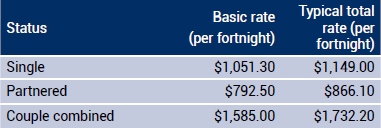 Status Basic rate (per fortnight) Typical total rate (per fortnight)
Single $1,051.30 $1,149.00
Partnered $792.50 $866.10
Couple combined $1,585.00 $1,732.20